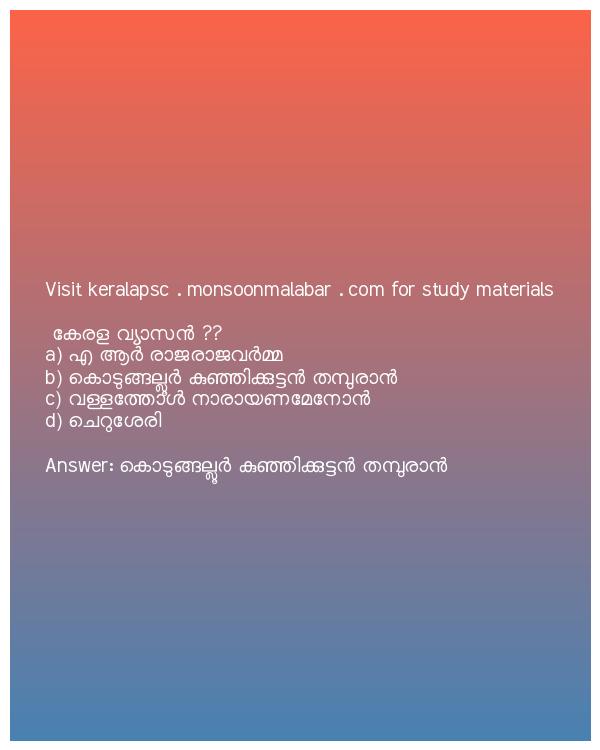 Visit keralapsc . monsoonmalabar . com for study materials
കേരള വ്യാസൻ ??
a) എ ആർ രാജരാജവർമ്മ
b) കൊടുങ്ങല്ലൂർ കുഞ്ഞിക്കുട്ടൻ തമ്പുരാൻ
c) വള്ളത്തോൾ നാരായണമേനോൻ
d) ചെറുശേരി
Answer: കൊടുങ്ങല്ലൂർ കുഞ്ഞിക്കുട്ടൻ തമ്പുരാൻ